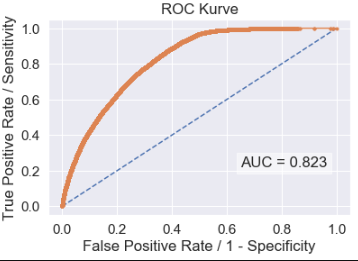 ROC Kurve
True Positive Rate / Sensitivity
1.0
0.8
0.6
0.4
0.2
0.0
AUC = 0.823
0.0 0.2 0.4 0.6 0.8 1.0
False Positive Rate / 1 - Specificity